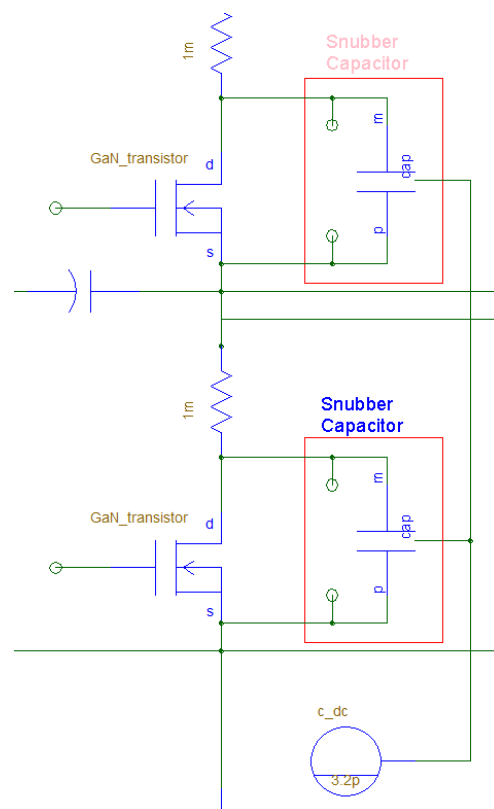 Snubber
Capacitor
1m
m
GaN_transistor
d
cap
p
s
Snubber
Capacitor
1m
m
GaN_transistor
d
cap
p
s
c_dc
3.2p